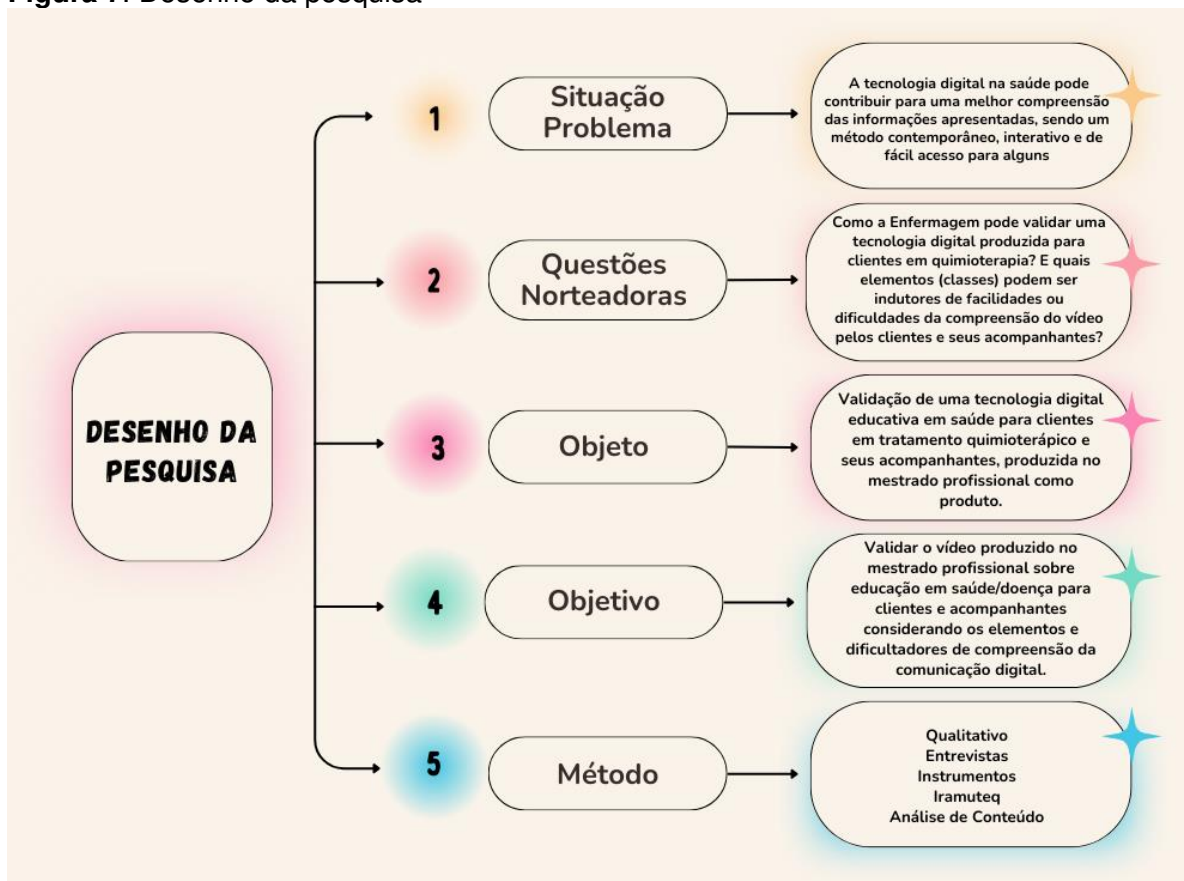 Desenho da pesquisa
DESENHO DA
PESQUISA
1
Situação
Problema
A tecnologia digital na saúde pode
contribuir para uma melhor compreensão
das informações apresentadas, sendo um
método contemporâneo, interativo e de
fácil acesso para alguns
2
Questões
Norteadoras
Como a Enfermagem pode validar uma
tecnologia digital produzida para
clientes em quimioterapia? E quais
elementos (classes) podem ser
indutores de facilidades ou
dificuldades da compreensão do vídeo
pelos clientes e seus acompanhantes?
3
Objeto
Validação de uma tecnologia digital
educativa em saúde para clientes
em tratamento quimioterápico e
seus acompanhantes, produzida no
mestrado profissional como
produto.
4
Objetivo
Validar o vídeo produzido no
mestrado profissional sobre
educação em saúde/doença para
clientes e acompanhantes
considerando os elementos e
dificultadores de compreensão da
comunicação digital.
5
Método
Qualitativo
Entrevistas
Instrumentos
Iramuteq
Análise de Conteúdo